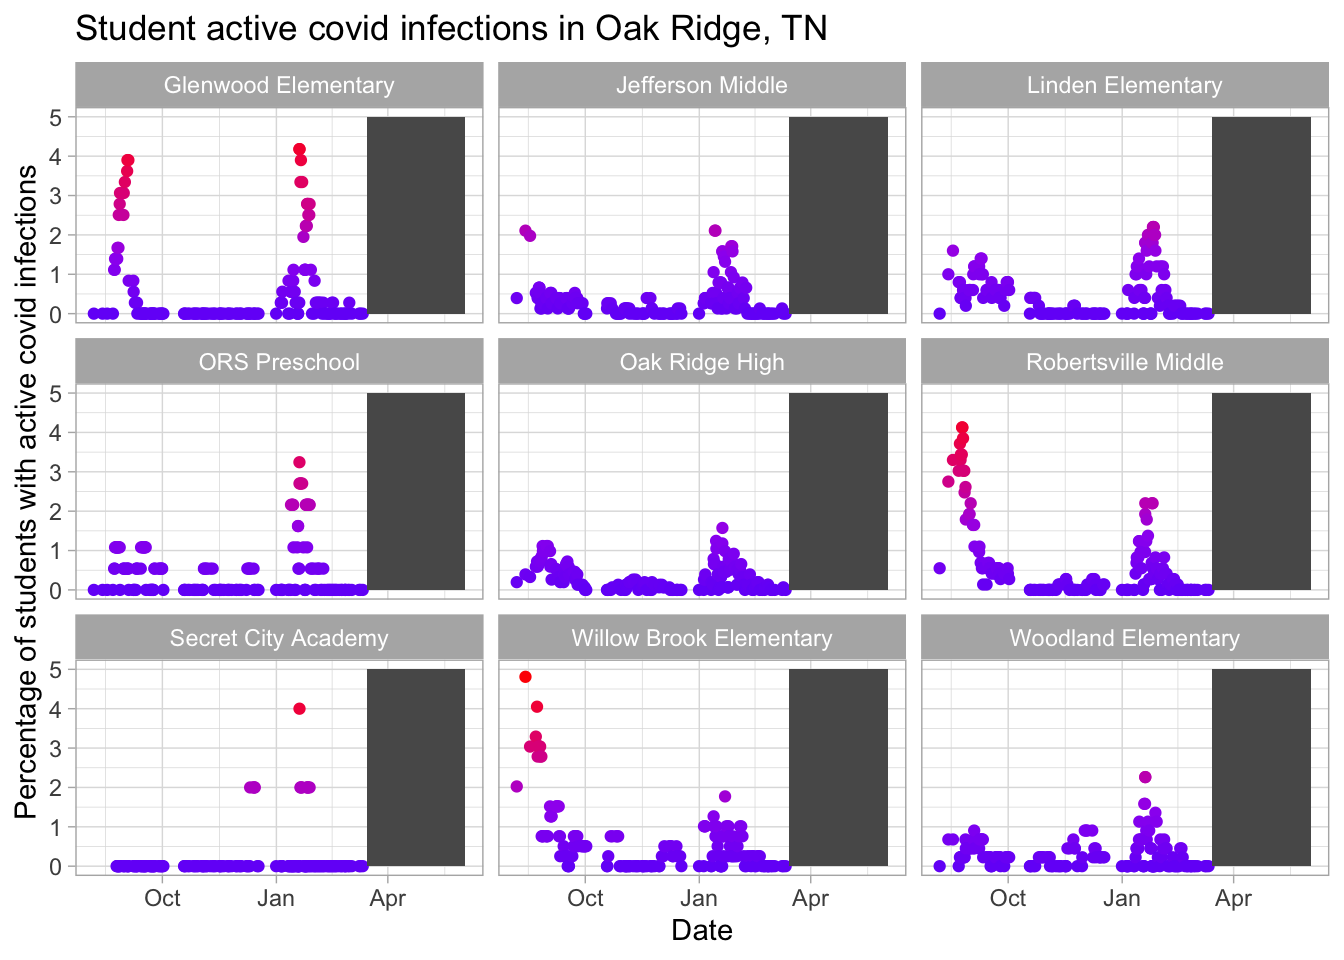 Student active covid infections in Oak Ridge, TN
Glenwood Elementary
Jefferson Middle
Linden Elementary
5
4
3
2
1
0
ORS Preschool
Oak Ridge High
Robertsville Middle
5
4
3
2
1
0
Secret City Academy
Willow Brook Elementary
Woodland Elementary
5
4
3
2
1
0
Oct Jan Apr
Oct Jan Apr
Oct Jan Apr
Date
Percentage of students with active covid infections